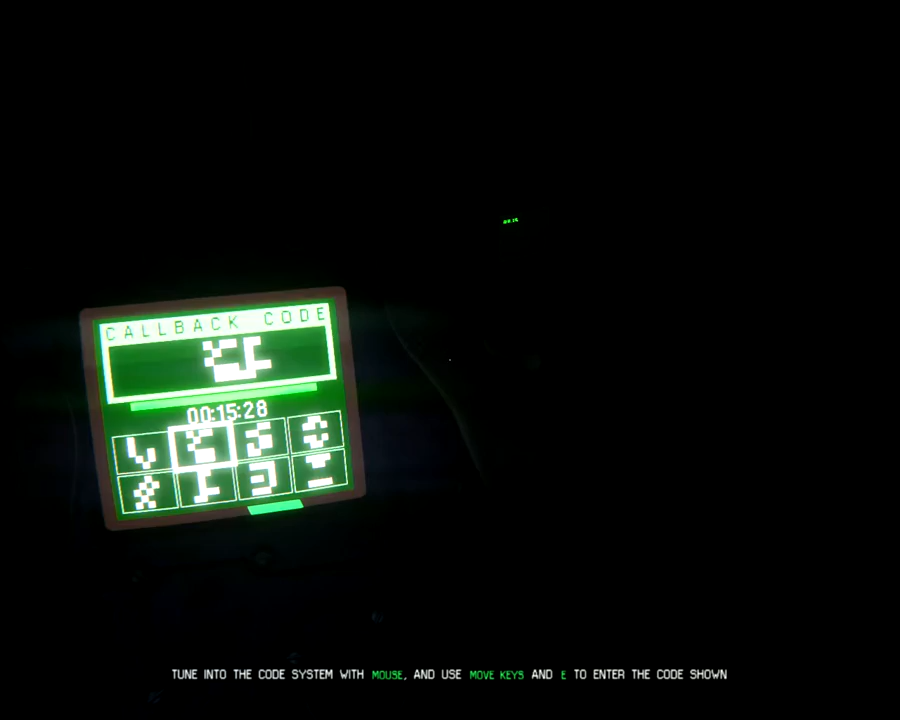 CALLBACK CODE
00:15:28
TUNE INTO THE CODE SYSTEM WITH MOUSE, AND USE MOVE KEYS AND E TO ENTER THE CODE SHOWN